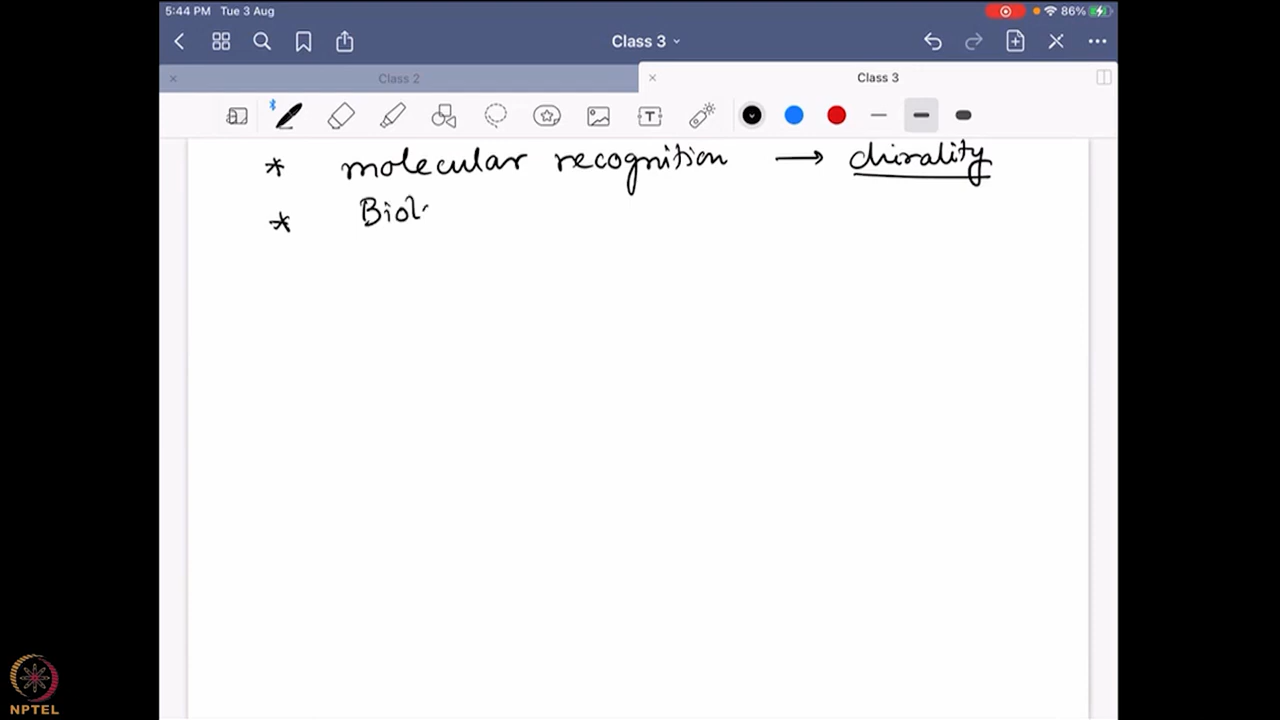 5:44 PM Tue 3 Aug 86%
Class 3
Class 2 Class 3
T
* molecular recognition → chirality
* Biol
NPTEL